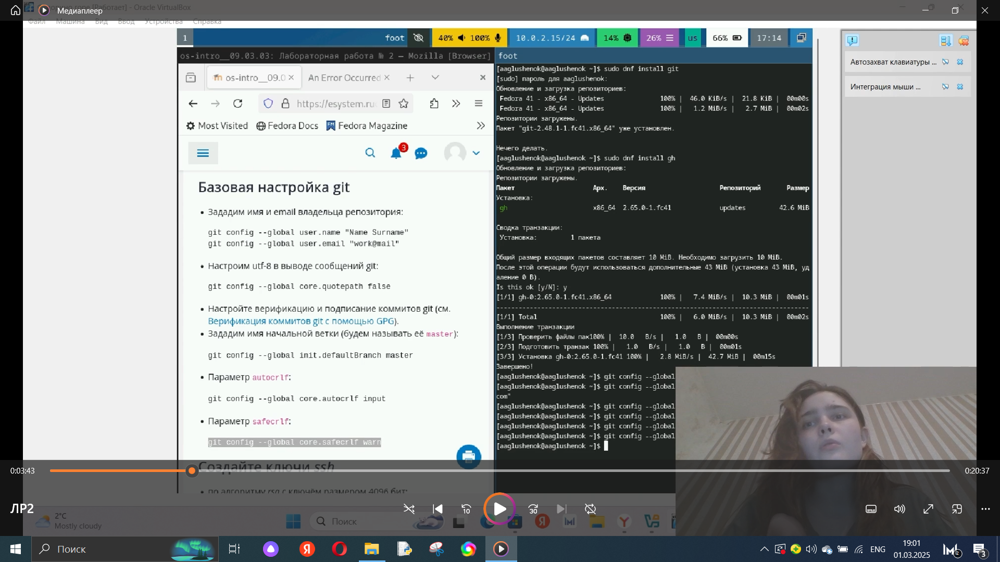 Медиаплеер
[Работает] - Oracle VirtualBox
Файл Машина Вид Ввод Устройства Справка
1 foot 40% 100% 10.0.2.15/24 14% 26% us 66% 17:14
os-intro__09.03.03: Лабораторная работа № 2 — Mozilla [Browser]
os-intro__09.0 An Error Occurred
https://esystem.ru
Most Visited Fedora Docs Fedora Magazine
3
Базовая настройка git
• Зададим имя и email владельца репозитория:
git config --global user.name "Name Surname"
git config --global user.email "work@mail"
• Настроим utf-8 в выводе сообщений git:
git config --global core.quotepath false
• Настройте верификацию и подписание коммитов git (см.
Верификация коммитов git с помощью GPG).
• Зададим имя начальной ветки (будем называть её master):
git config --global init.defaultBranch master
• Параметр autocrlf:
git config --global core.autocrlf input
• Параметр safecrlf:
git config --global core.safecrlf warn
Создайте ключи ssh
• по алгоритму rsa с ключём размером 4096 бит:
foot
[aaglushenok@aaglushenok ~]$ sudo dnf install git
[sudo] пароль для aaglushenok:
Обновление и загрузка репозиториев:
Fedora 41 - x86_64 - Updates 100% | 46.0 KiB/s | 21.8 KiB | 00m00s
Fedora 41 - x86_64 - Updates 100% | 1.2 MiB/s | 2.7 MiB | 00m02s
Репозитории загружены.
Пакет "git-2.48.1-1.fc41.x86_64" уже установлен.
Нечего делать.
[aaglushenok@aaglushenok ~]$ sudo dnf install gh
Обновление и загрузка репозиториев:
Репозитории загружены.
Пакет Арх. Версия Репозиторий Размер
Установка:
gh x86_64 2.65.0-1.fc41 updates 42.6 MiB
Сводка транзакции:
Установка: 1 пакета
Общий размер входящих пакетов составляет 10 MiB. Необходимо загрузить 10 MiB.
После этой операции будут использоваться дополнительные 43 MiB (установка 43 MiB, уд
аление 0 B).
Is this ok [y/N]: y
[1/1] gh-0:2.65.0-1.fc41.x86_64 100% | 7.4 MiB/s | 10.3 MiB | 00m01s
--------------------------------------------------------------------------------
[1/1] Total 100% | 6.0 MiB/s | 10.3 MiB | 00m02s
Выполнение транзакции
[1/3] Проверить файлы пак100% | 10.0 B/s | 1.0 B | 00m00s
[2/3] Подготовить транзак 100% | 1.0 B/s | 1.0 B | 00m01s
[3/3] Установка gh-0:2.65.0-1.fc41 100% | 2.8 MiB/s | 42.7 MiB | 00m15s
Завершено!
[aaglushenok@aaglushenok ~]$ git config --global
[aaglushenok@aaglushenok ~]$ git config --global
com"
[aaglushenok@aaglushenok ~]$ git config --global
[aaglushenok@aaglushenok ~]$ git config --global
[aaglushenok@aaglushenok ~]$ git config --global
[aaglushenok@aaglushenok ~]$ git config --global
[aaglushenok@aaglushenok ~]$
Автозахват клавиатуры ...
Интеграция мыши ...
0:03:43
0:20:37
ЛР2
10
30
2°C
Mostly cloudy
Поиск
Поиск
ENG
19:01
01.03.2025
2
3